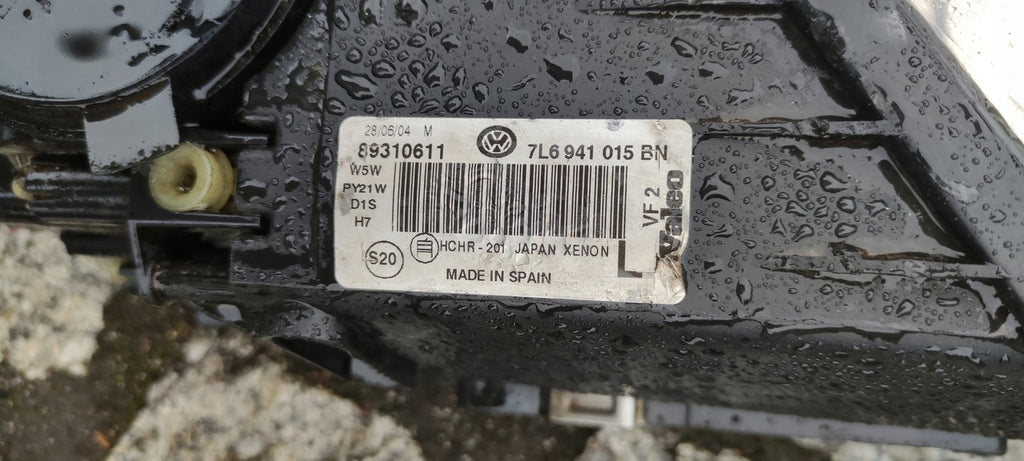 28/06/04 M
89310611 7L6 941 015 BN
W5W
PY21W
D1S
H7
VF 2
Valeo
S20
HCHR - 201 JAPAN XENON
L
MADE IN SPAIN